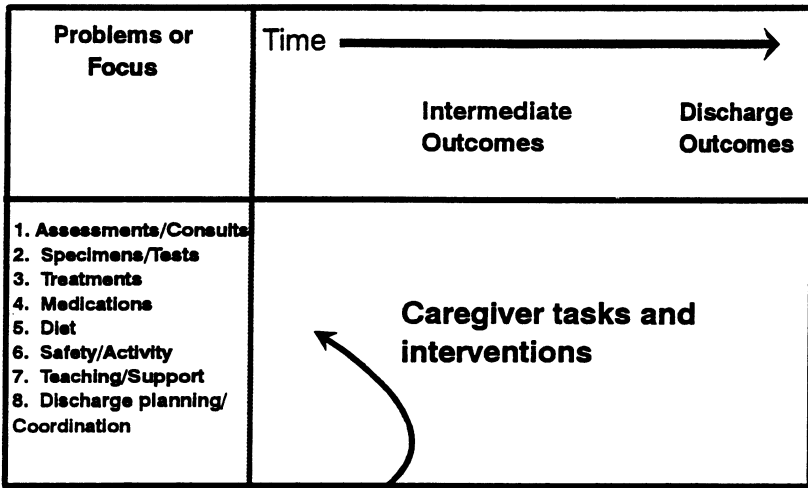 Problems or
Focus
Time
Intermediate
Outcomes
Discharge
Outcomes
1. Assessments/Consults
2. Specimens/Tests
3. Treatments
4. Medications
5. Diet
6. Safety/Activity
7. Teaching/Support
8. Discharge planning/
Coordination
Caregiver tasks and
interventions